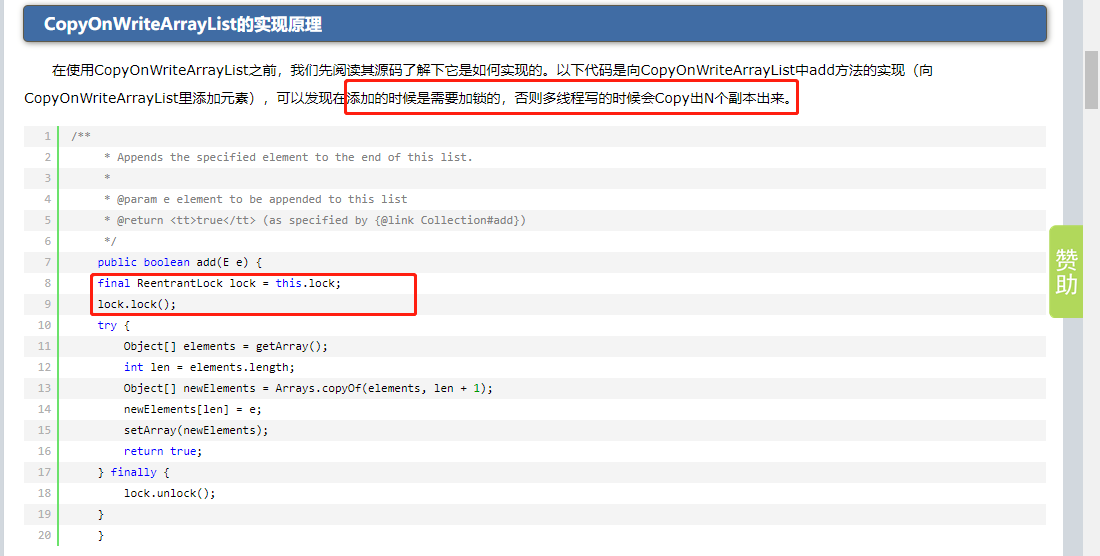 CopyOnWriteArrayList的实现原理
在使用CopyOnWriteArrayList之前，我们先阅读其源码了解下它是如何实现的。以下代码是向CopyOnWriteArrayList中add方法的实现（向
CopyOnWriteArrayList里添加元素），可以发现在添加的时候是需要加锁的，否则多线程写的时候会Copy出N个副本出来。
1 /**
2 * Appends the specified element to the end of this list.
3 *
4 * @param e element to be appended to this list
5 * @return <tt>true</tt> (as specified by {@link Collection#add})
6 */
7 public boolean add(E e) {
8 final ReentrantLock lock = this.lock;
9 lock.lock();
10 try {
11 Object[] elements = getArray();
12 int len = elements.length;
13 Object[] newElements = Arrays.copyOf(elements, len + 1);
14 newElements[len] = e;
15 setArray(newElements);
16 return true;
17 } finally {
18 lock.unlock();
19 }
20 }
赞
助